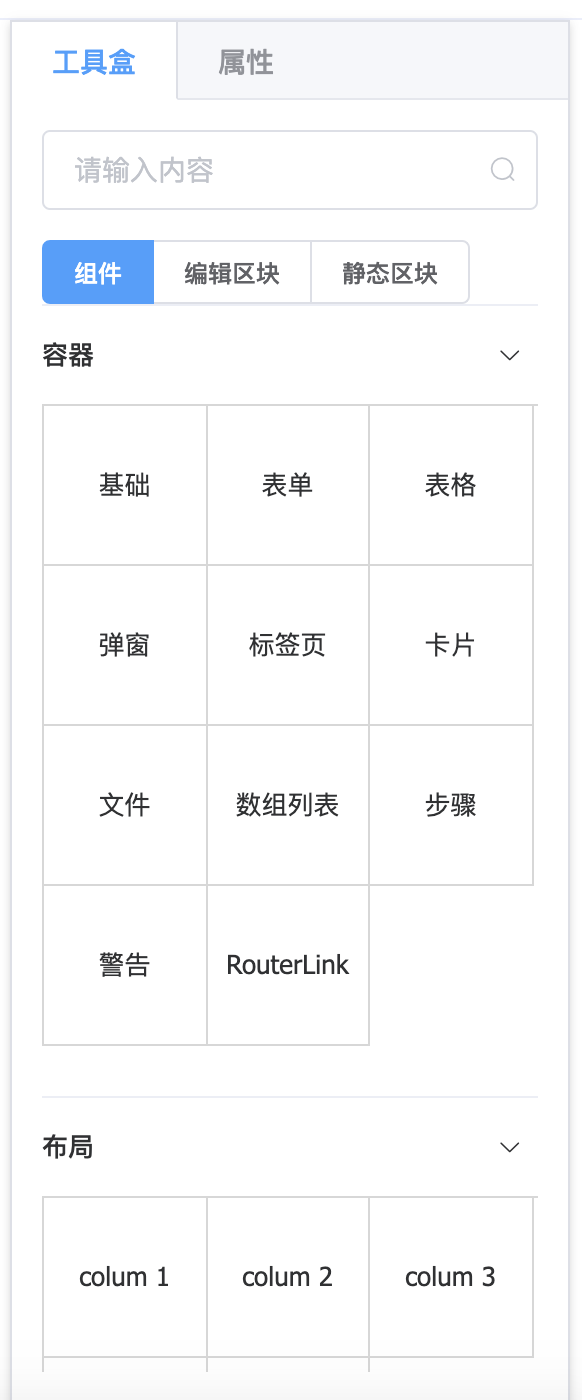 工具盒 属性
请输入内容
组件 编辑区块 静态区块
容器
基础 表单 表格
弹窗 标签页 卡片
文件 数组列表 步骤
警告 RouterLink
布局
colum 1 colum 2 colum 3